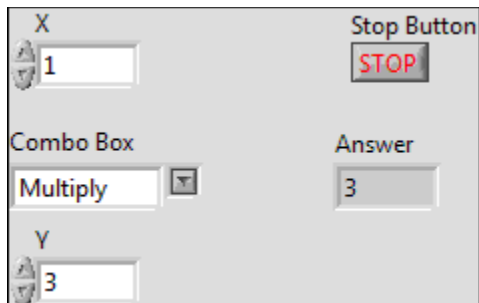 X
Stop Button
1
STOP
Combo Box
Answer
Multiply
3
Y
3